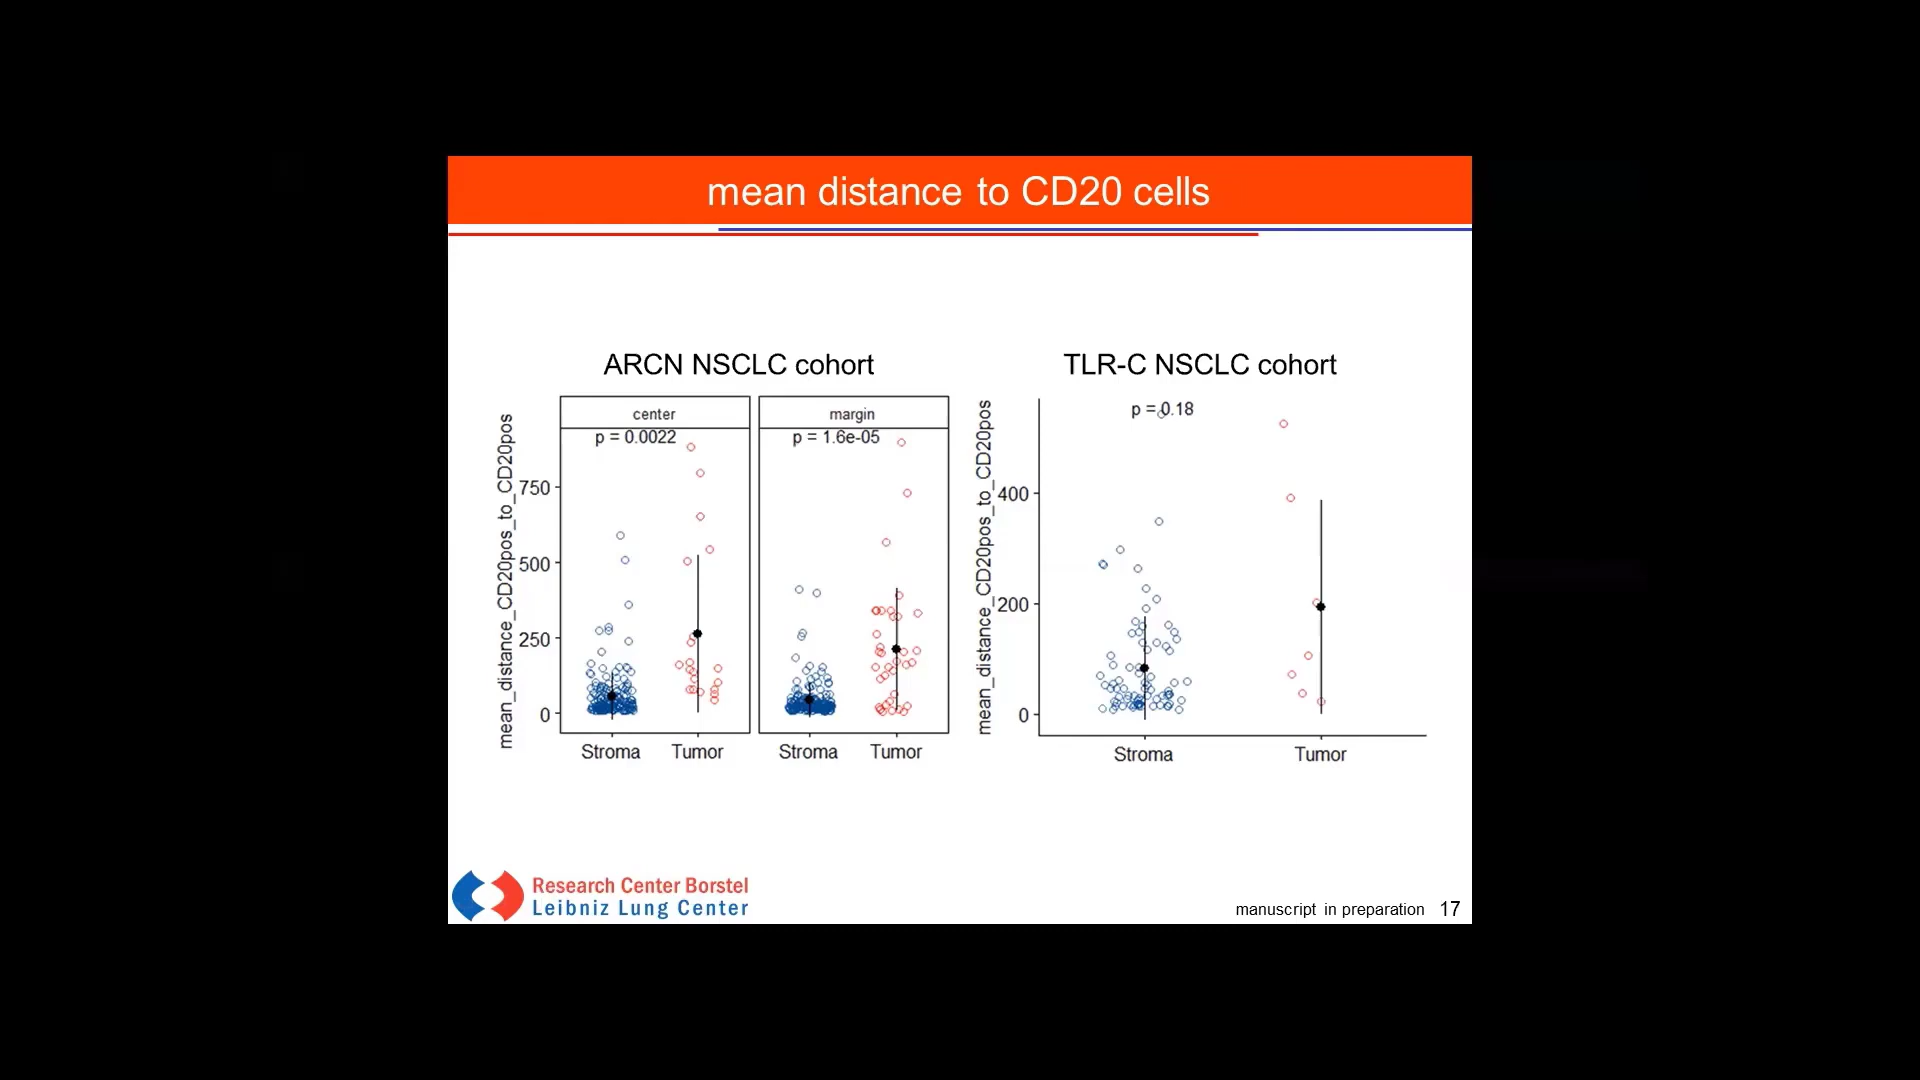 mean distance to CD20 cells
ARCN NSCLC cohort
TLR-C NSCLC cohort
mean_distance_CD20pos_to_CD20pos
center
p = 0.0022
margin
p = 1.6e-05
750
500
250
0
Stroma
Tumor
Stroma
Tumor
mean_distance_CD20pos_to_CD20pos
p = 0.18
400
200
0
Stroma
Tumor
Research Center Borstel
Leibniz Lung Center
manuscript in preparation 17